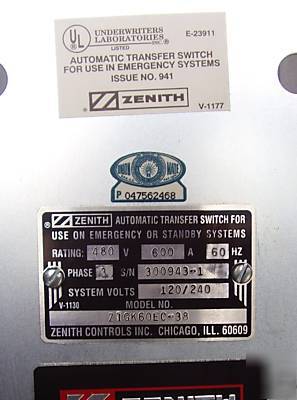 UL
UNDERWRITERS
LABORATORIES INC.®
LISTED
E-23911
AUTOMATIC TRANSFER SWITCH
FOR USE IN EMERGENCY SYSTEMS
ISSUE NO. 941
ZENITH
V-1177
P 047562468
ZENITH AUTOMATIC TRANSFER SWITCH FOR
USE ON EMERGENCY OR STANDBY SYSTEMS
RATING: 480 V 600 A 60 HZ
PHASE 3 S/N 300943-1
SYSTEM VOLTS 120/240
V-1130 MODEL NO.
Z1GK60EC-38
ZENITH CONTROLS INC. CHICAGO, ILL. 60609
ZENITH